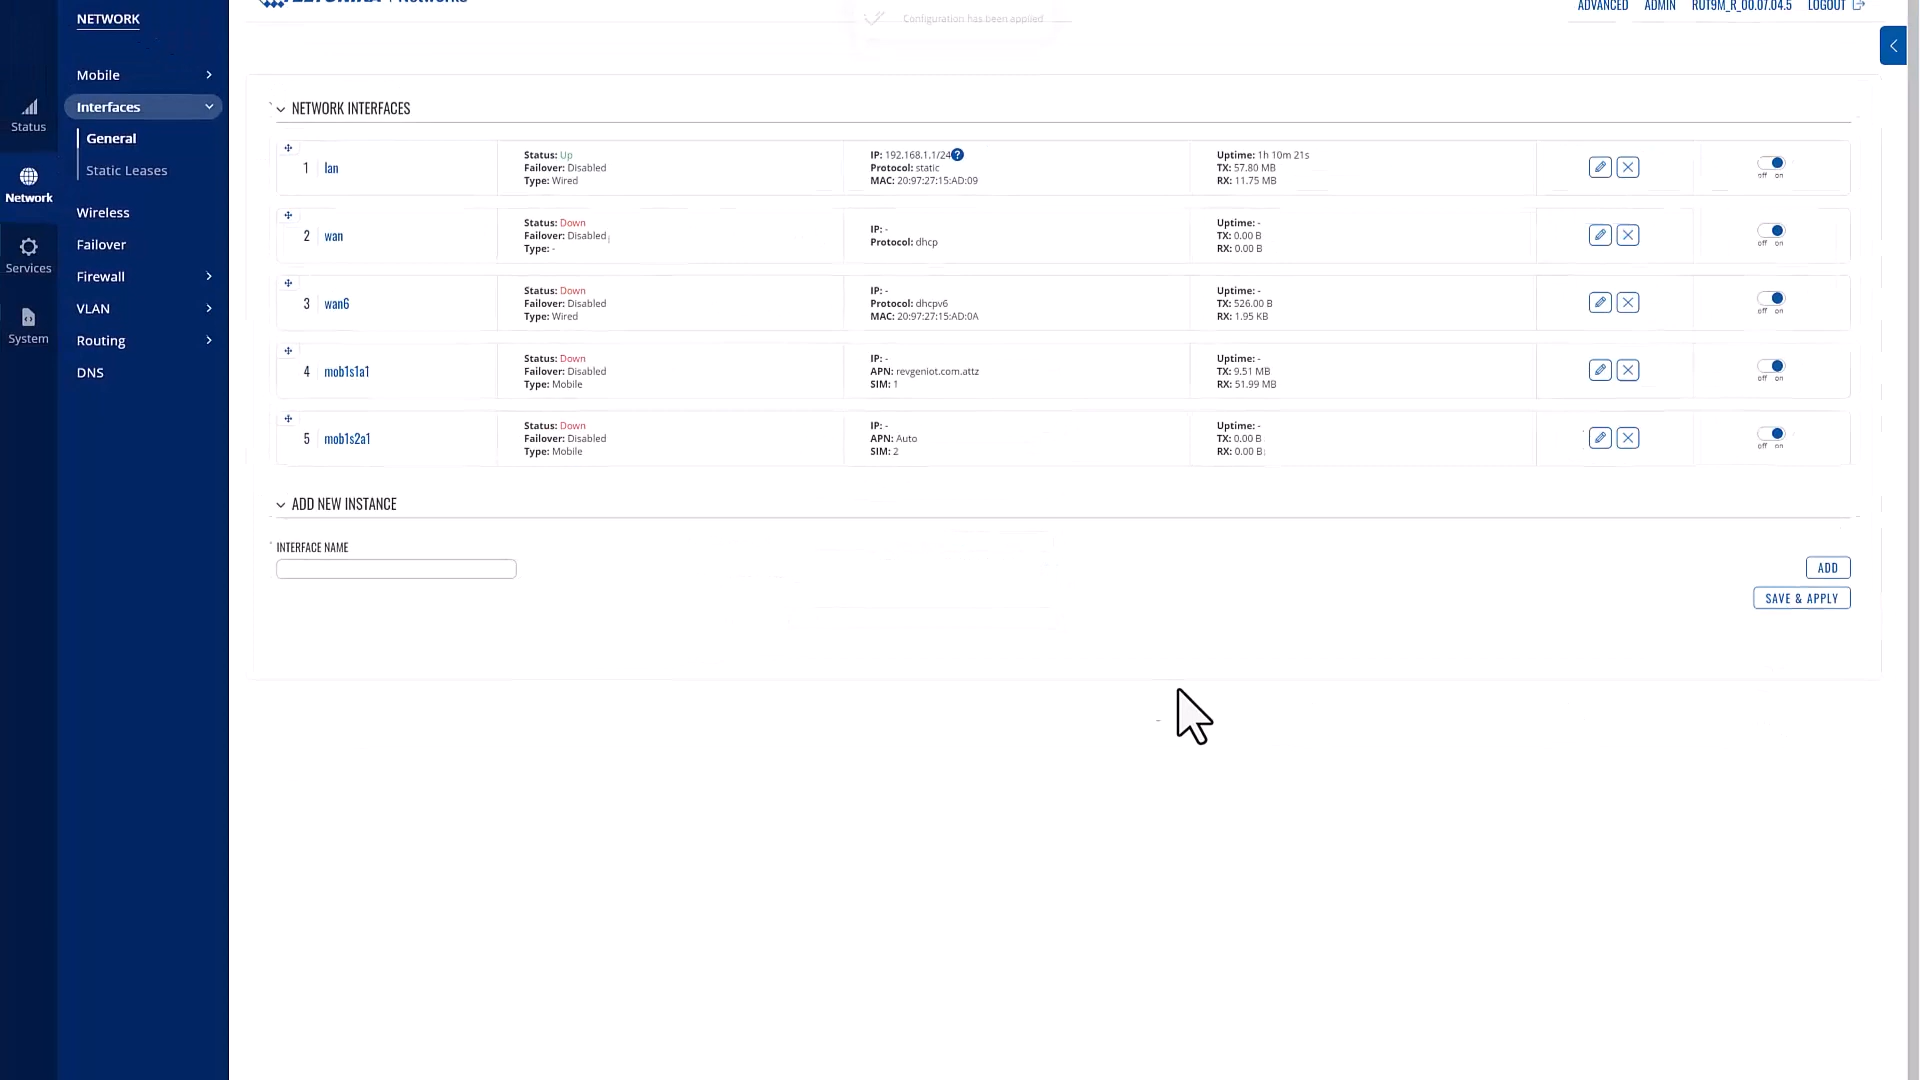 TELTONIKA | Networks
Configuration has been applied
ADVANCED ADMIN RUT9M_R_00.07.04.5 LOGOUT
NETWORK
Mobile
Interfaces
General
Static Leases
Wireless
Failover
Firewall
VLAN
Routing
DNS
Status
Network
Services
System
NETWORK INTERFACES
1 lan
Status: Up
Failover: Disabled
Type: Wired
IP: 192.168.1.1/24 ?
Protocol: static
MAC: 20:97:27:15:AD:09
Uptime: 1h 10m 21s
TX: 57.80 MB
RX: 11.75 MB
off on
2 wan
Status: Down
Failover: Disabled
Type: -
IP: -
Protocol: dhcp
Uptime: -
TX: 0.00 B
RX: 0.00 B
off on
3 wan6
Status: Down
Failover: Disabled
Type: Wired
IP: -
Protocol: dhcpv6
MAC: 20:97:27:15:AD:0A
Uptime: -
TX: 526.00 B
RX: 1.95 KB
off on
4 mob1s1a1
Status: Down
Failover: Disabled
Type: Mobile
IP: -
APN: revgeniot.com.attz
SIM: 1
Uptime: -
TX: 9.51 MB
RX: 51.99 MB
off on
5 mob1s2a1
Status: Down
Failover: Disabled
Type: Mobile
IP: -
APN: Auto
SIM: 2
Uptime: -
TX: 0.00 B
RX: 0.00 B
off on
ADD NEW INSTANCE
INTERFACE NAME
ADD
SAVE & APPLY